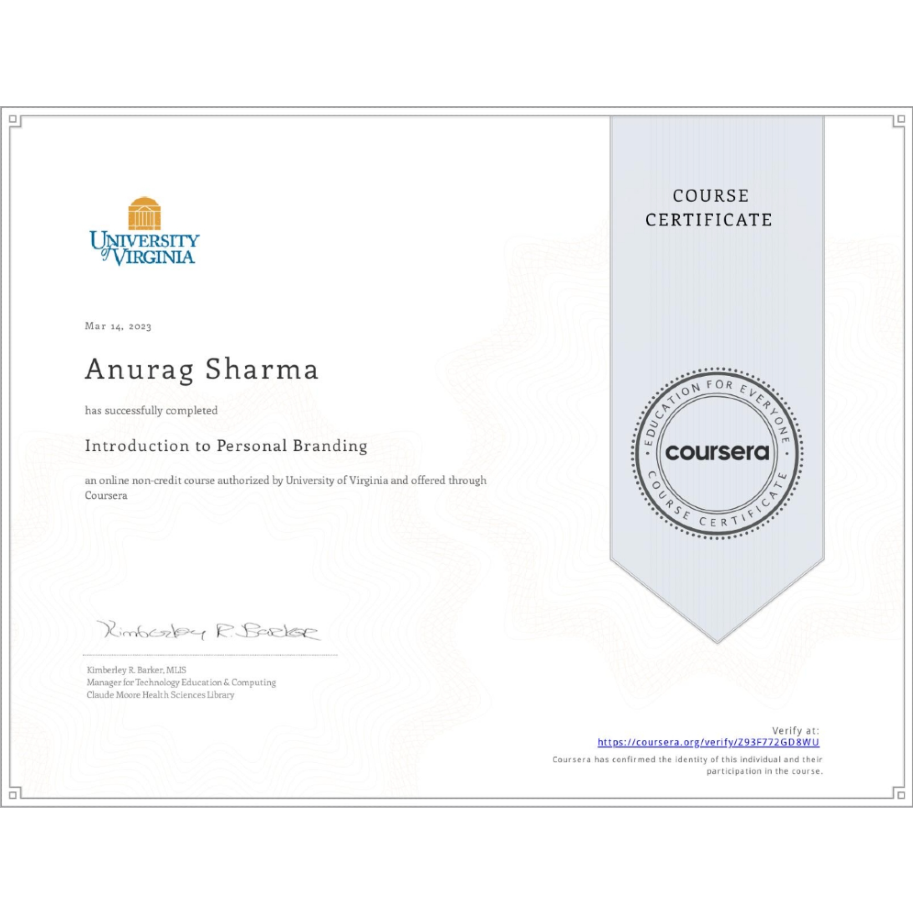 COURSE
CERTIFICATE
UNIVERSITY
of VIRGINIA
Mar 14, 2023
Anurag Sharma
has successfully completed
Introduction to Personal Branding
an online non-credit course authorized by University of Virginia and offered through
Coursera
EDUCATION FOR EVERYONE
coursera
COURSE CERTIFICATE
Kimberley R. Barker
Kimberley R. Barker, MLIS
Manager for Technology Education & Computing
Claude Moore Health Sciences Library
Verify at:
https://coursera.org/verify/Z93F772GD8WU
Coursera has confirmed the identity of this individual and their
participation in the course.